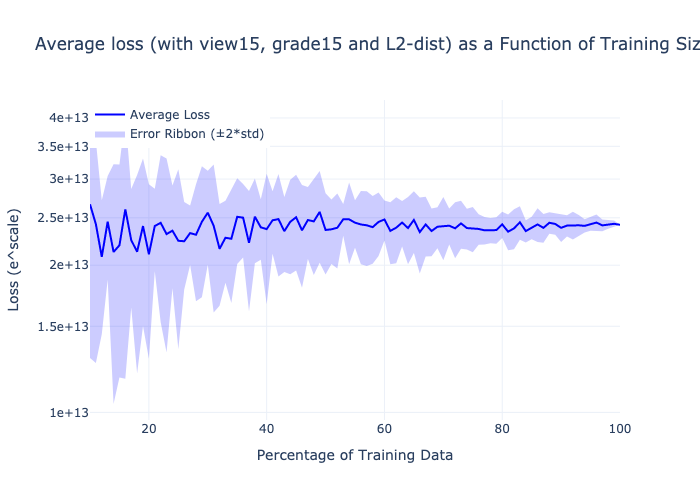 Average loss (with view15, grade15 and L2-dist) as a Function of Training Siz
Average Loss
Error Ribbon (±2*std)
4e+13
3.5e+13
3e+13
2.5e+13
2e+13
1.5e+13
1e+13
Loss (e^scale)
20
40
60
80
100
Percentage of Training Data